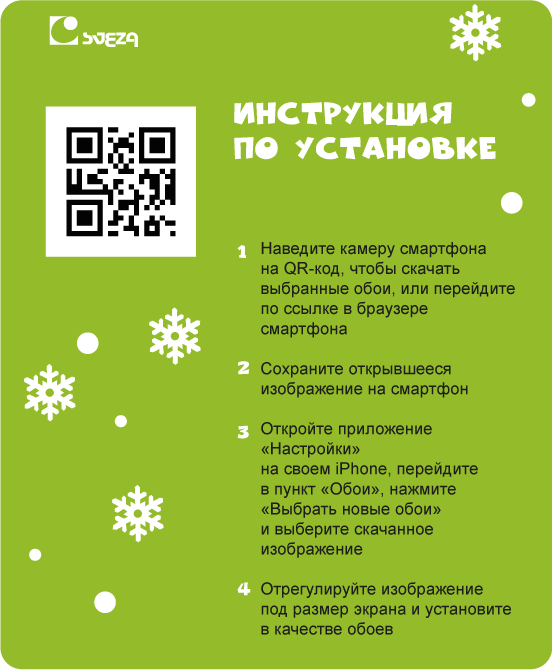 SVEZA
ИНСТРУКЦИЯ
ПО УСТАНОВКЕ
1 Наведите камеру смартфона
на QR-код, чтобы скачать
выбранные обои, или перейдите
по ссылке в браузере
смартфона
2 Сохраните открывшееся
изображение на смартфон
3 Откройте приложение
«Настройки»
на своем iPhone, перейдите
в пункт «Обои», нажмите
«Выбрать новые обои»
и выберите скачанное
изображение
4 Отрегулируйте изображение
под размер экрана и установите
в качестве обоев